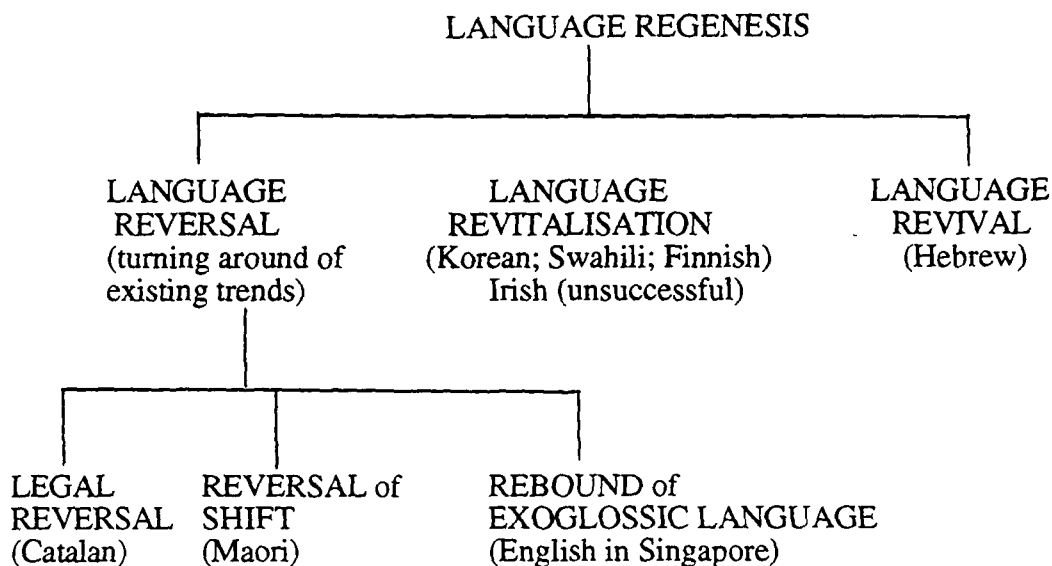 LANGUAGE REGENESIS
LANGUAGE
REVERSAL
(turning around of
existing trends)
LANGUAGE
REVITALISATION
(Korean; Swahili; Finnish)
Irish (unsuccessful)
LANGUAGE
REVIVAL
(Hebrew)
LEGAL
REVERSAL
(Catalan)
REVERSAL of
SHIFT
(Maori)
REBOUND of
EXOGLOSSIC LANGUAGE
(English in Singapore)